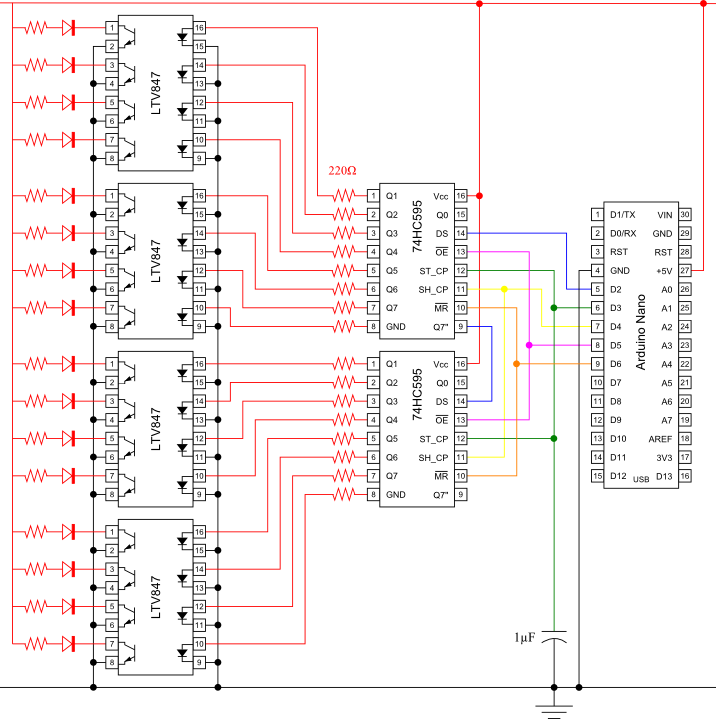 1 16
2 15
3 14
4 13
5 12
6 11
7 10
8 9
LTV847
220Ω
1 16
2 15
3 14
4 13
5 12
6 11
7 10
8 9
LTV847
1 Q1 Vcc 16
2 Q2 Q0 15
3 Q3 DS 14
4 Q4 OE 13
5 Q5 ST_CP 12
6 Q6 SH_CP 11
7 Q7 MR 10
8 GND Q7" 9
74HC595
1 D1/TX VIN 30
2 D0/RX GND 29
3 RST RST 28
4 GND +5V 27
5 D2 A0 26
6 D3 A1 25
7 D4 A2 24
8 D5 A3 23
9 D6 A4 22
10 D7 A5 21
11 D8 A6 20
12 D9 A7 19
13 D10 AREF 18
14 D11 3V3 17
15 D12 USB D13 16
Arduino Nano
1 16
2 15
3 14
4 13
5 12
6 11
7 10
8 9
LTV847
1 Q1 Vcc 16
2 Q2 Q0 15
3 Q3 DS 14
4 Q4 OE 13
5 Q5 ST_CP 12
6 Q6 SH_CP 11
7 Q7 MR 10
8 GND Q7" 9
74HC595
1 16
2 15
3 14
4 13
5 12
6 11
7 10
8 9
LTV847
1µF